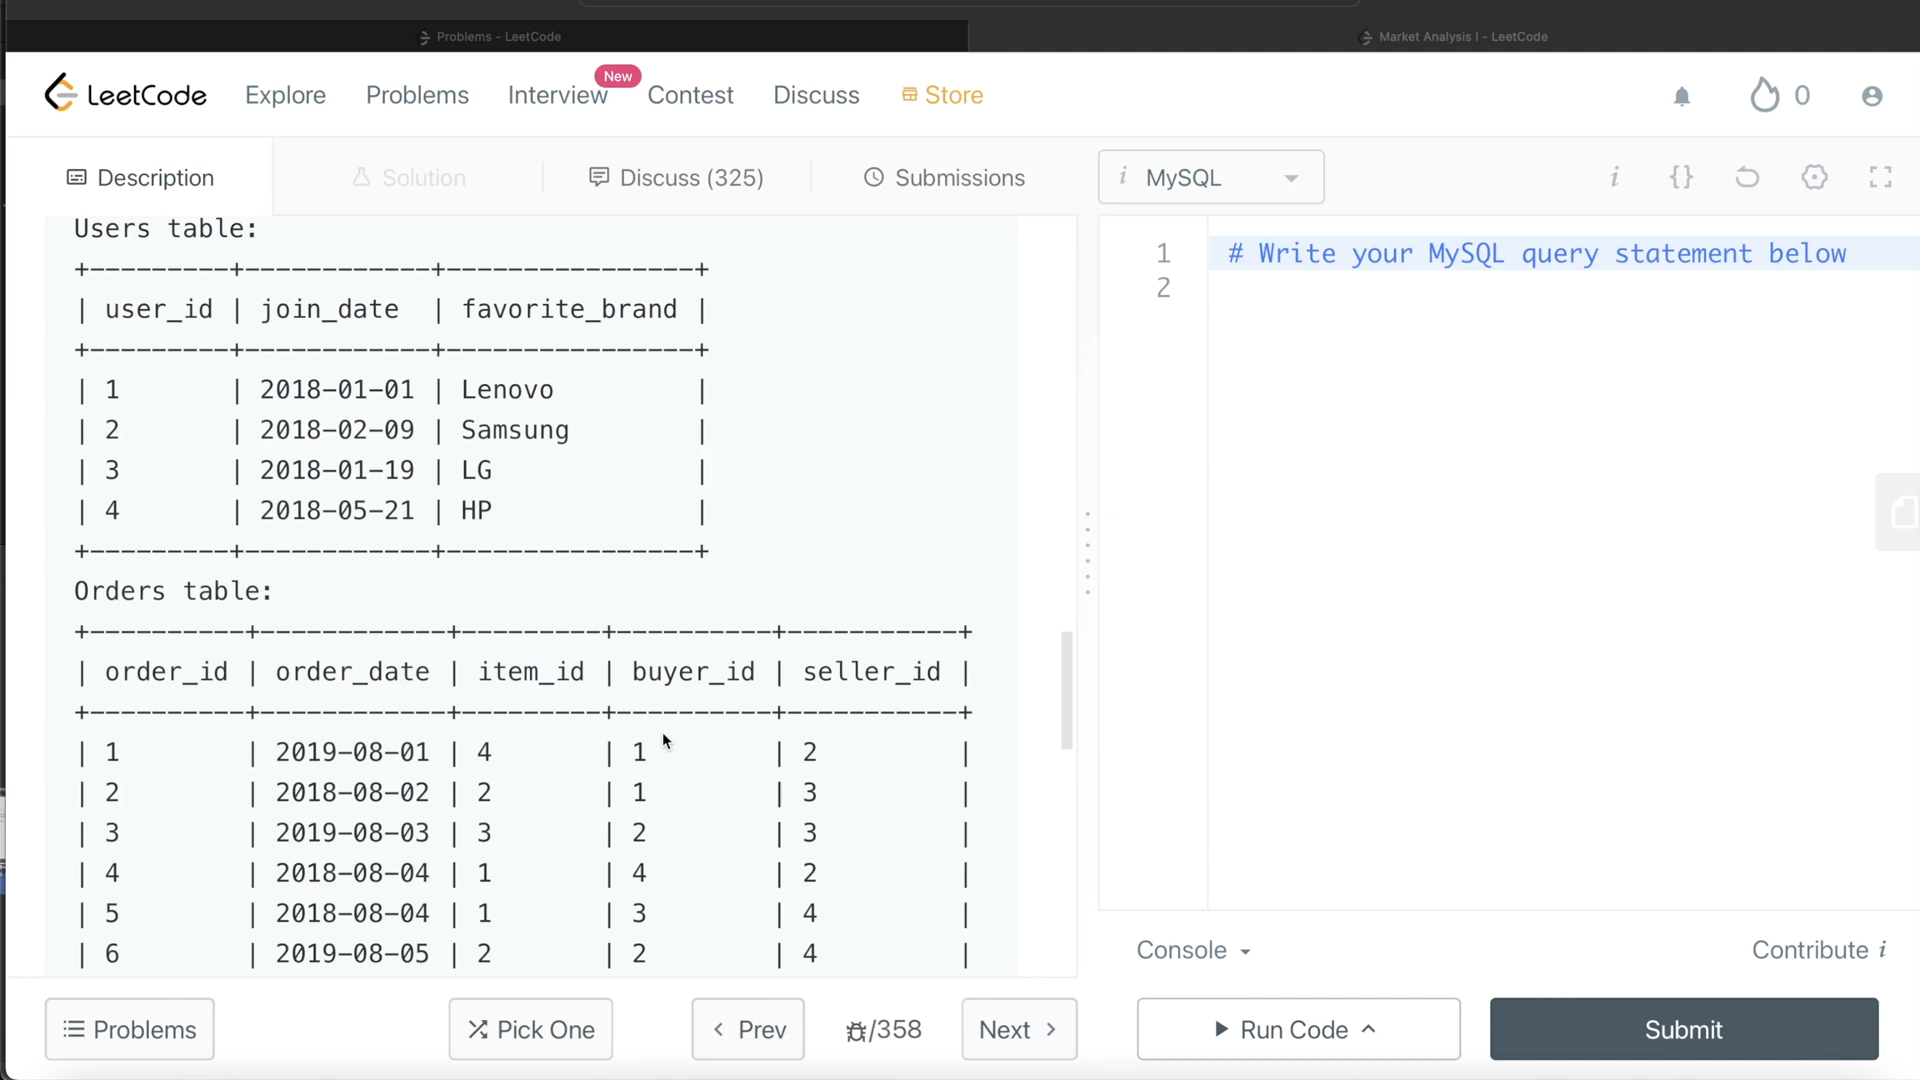 Problems - LeetCode
Market Analysis I - LeetCode
LeetCode Explore Problems Interview New Contest Discuss Store 0
Description Solution Discuss (325) Submissions
i MySQL i {}
Users table:
+---------+------------+----------------+
| user_id | join_date  | favorite_brand |
+---------+------------+----------------+
| 1       | 2018-01-01 | Lenovo         |
| 2       | 2018-02-09 | Samsung        |
| 3       | 2018-01-19 | LG             |
| 4       | 2018-05-21 | HP             |
+---------+------------+----------------+
Orders table:
+----------+------------+---------+----------+-----------+
| order_id | order_date | item_id | buyer_id | seller_id |
+----------+------------+---------+----------+-----------+
| 1        | 2019-08-01 | 4       | 1        | 2         |
| 2        | 2018-08-02 | 2       | 1        | 3         |
| 3        | 2019-08-03 | 3       | 2        | 3         |
| 4        | 2018-08-04 | 1       | 4        | 2         |
| 5        | 2018-08-04 | 1       | 3        | 4         |
| 6        | 2019-08-05 | 2       | 2        | 4         |
1 # Write your MySQL query statement below
2
Console Contribute i
Problems Pick One Prev /358 Next Run Code Submit